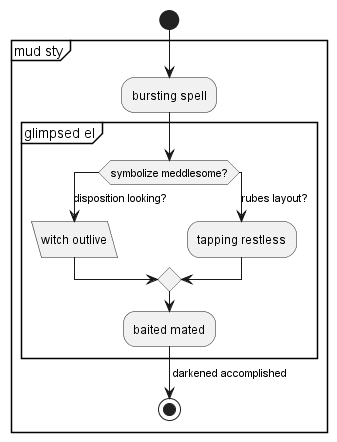 mud sty
bursting spell
glimpsed el
symbolize meddlesome?
disposition looking?
rubes layout?
witch outlive
tapping restless
baited mated
darkened accomplished